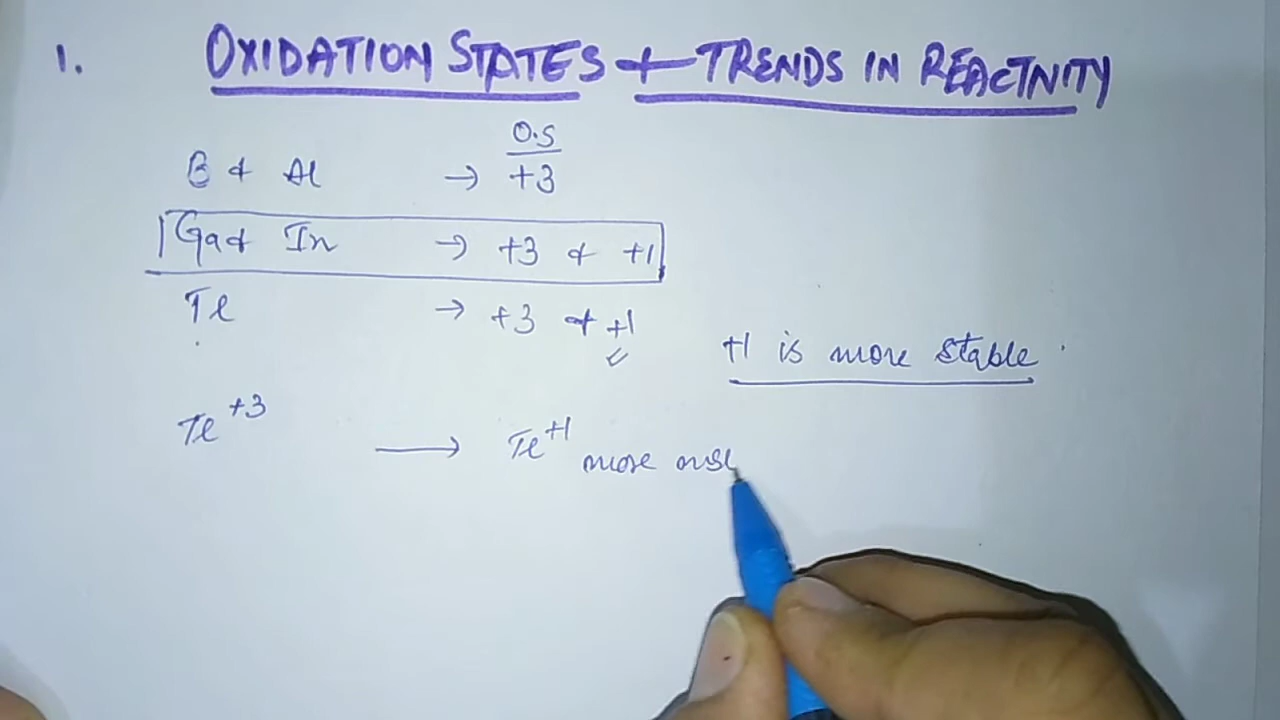 1. OXIDATION STATES + TRENDS IN REACTIVITY
O.S
B & Al → +3
Ga & In → +3 & +1
Tl → +3 & +1
+1 is more stable
Tl +3 → Tl +1 more